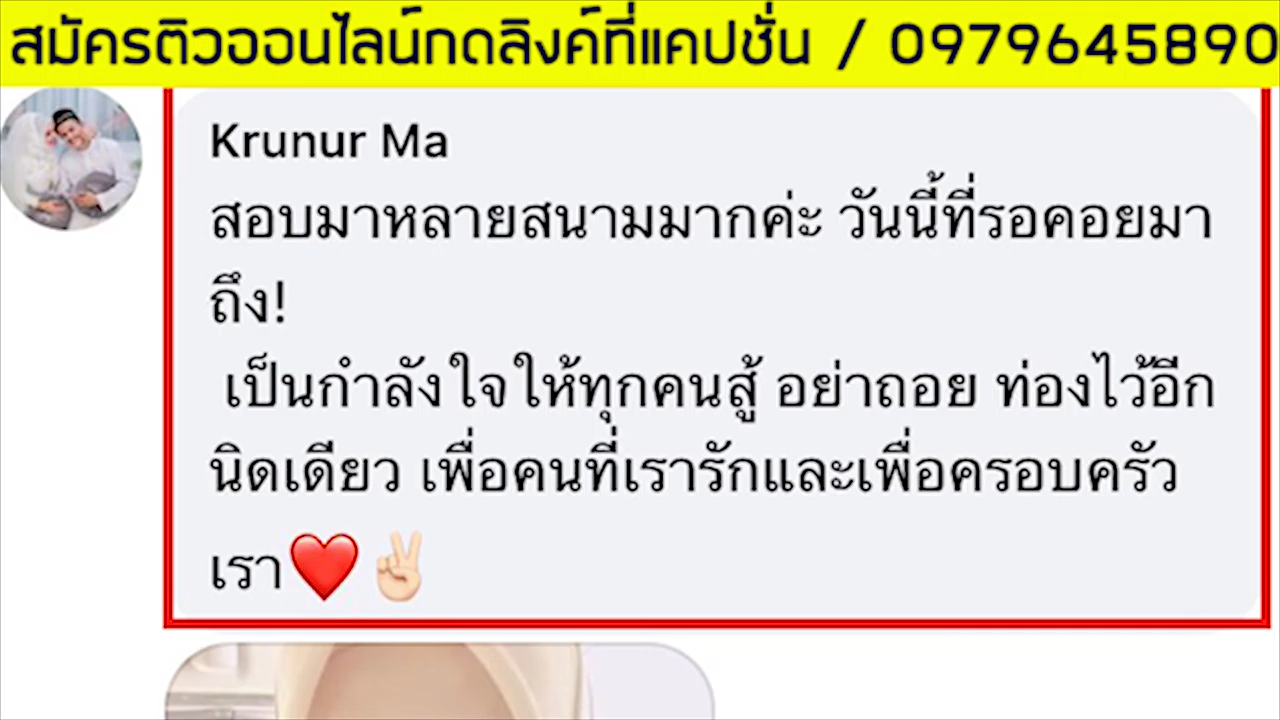 สมัครติวออนไลน์กดลิงค์ที่แคปชั่น / 0979645890
Krunur Ma
สอบมาหลายสนามมากค่ะ วันนี้ที่รอคอยมา
ถึง!
เป็นกำลังใจให้ทุกคนสู้ อย่าถอย ท่องไว้อีก
นิดเดียว เพื่อคนที่เรารักและเพื่อครอบครัว
เรา❤️✌🏻